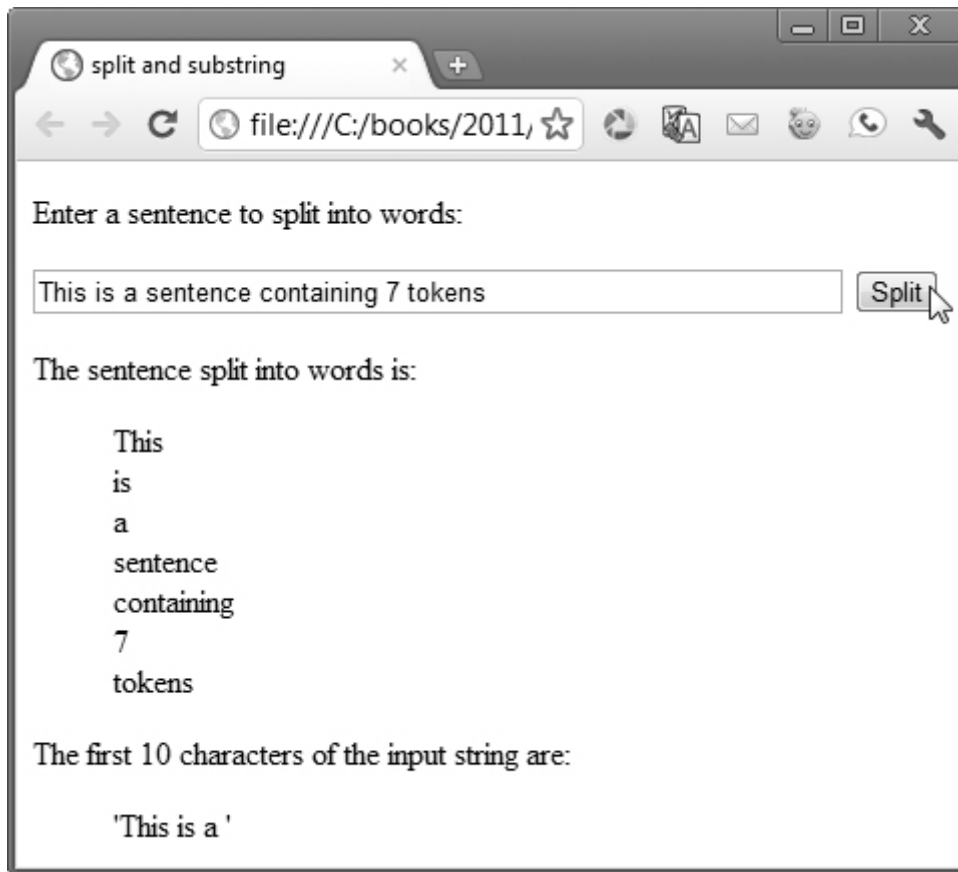 split and substring
file:///C:/books/2011,
Enter a sentence to split into words:
This is a sentence containing 7 tokens Split
The sentence split into words is:
This
is
a
sentence
containing
7
tokens
The first 10 characters of the input string are:
'This is a '